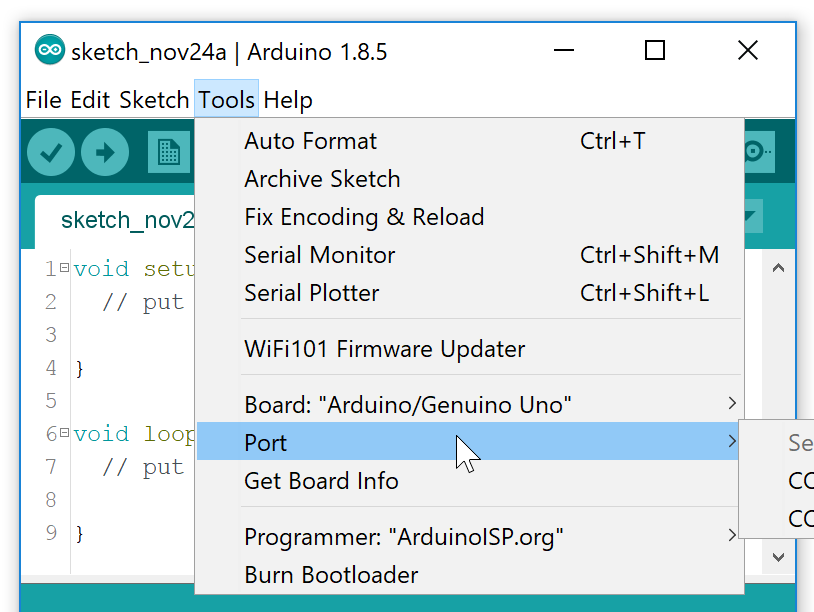 sketch_nov24a | Arduino 1.8.5
File Edit Sketch Tools Help
Auto Format Ctrl+T
Archive Sketch
Fix Encoding & Reload
Serial Monitor Ctrl+Shift+M
Serial Plotter Ctrl+Shift+L
WiFi101 Firmware Updater
Board: "Arduino/Genuino Uno"
Port
Get Board Info
Programmer: "ArduinoISP.org"
Burn Bootloader
sketch_nov2
1 void setu
2 // put
3
4 }
5
6 void loop
7 // put
8
9 }